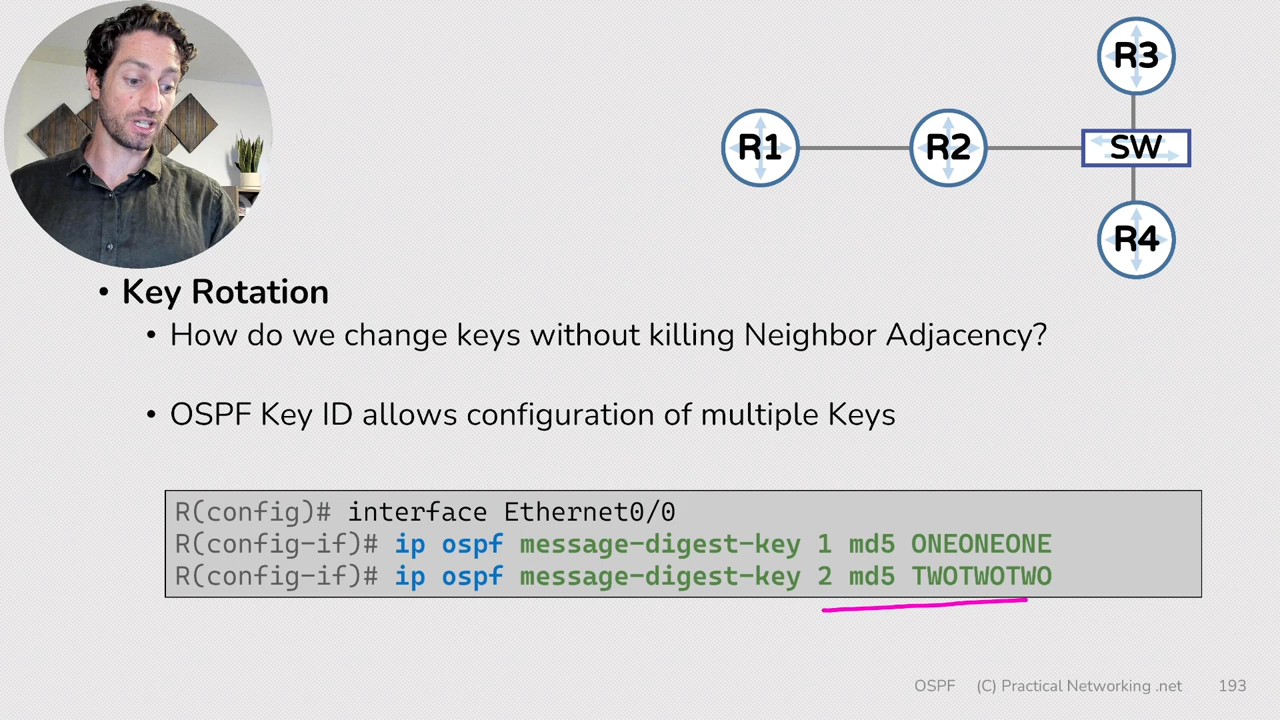 R3
R1
R2
SW
R4
• Key Rotation
• How do we change keys without killing Neighbor Adjacency?
• OSPF Key ID allows configuration of multiple Keys
R(config)# interface Ethernet0/0
R(config-if)# ip ospf message-digest-key 1 md5 ONEONEONE
R(config-if)# ip ospf message-digest-key 2 md5 TWOTWOTWO
OSPF (C) Practical Networking .net 193